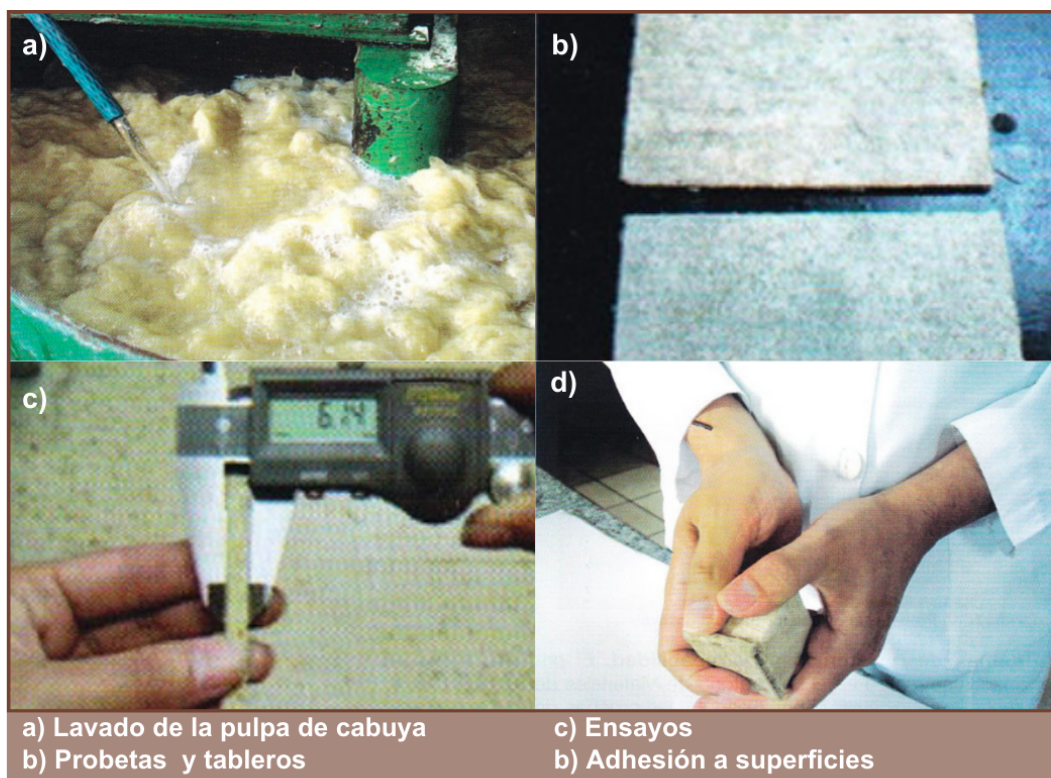 a)
b)
c)
6.14
d)
a) Lavado de la pulpa de cabuya
b) Probetas y tableros
c) Ensayos
b) Adhesión a superficies